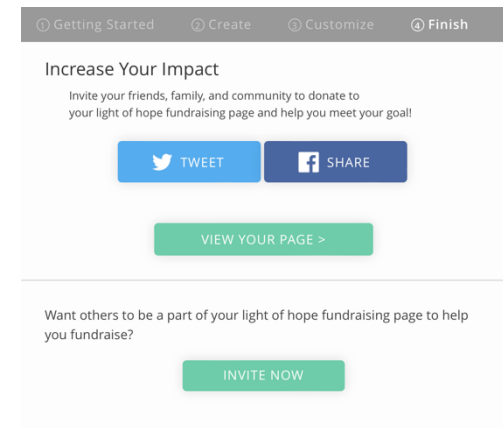 ① Getting Started ② Create ③ Customize ④ Finish
Increase Your Impact
Invite your friends, family, and community to donate to
your light of hope fundraising page and help you meet your goal!
TWEET SHARE
VIEW YOUR PAGE >
Want others to be a part of your light of hope fundraising page to help
you fundraise?
INVITE NOW